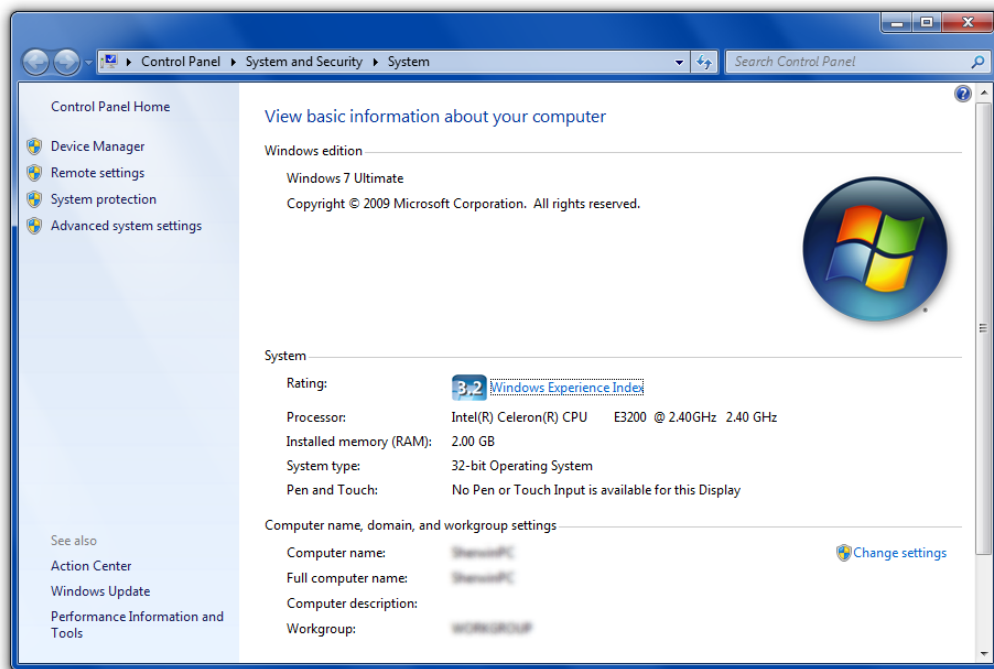 Control Panel ▸ System and Security ▸ System
Search Control Panel
Control Panel Home
Device Manager
Remote settings
System protection
Advanced system settings
See also
Action Center
Windows Update
Performance Information and
Tools
View basic information about your computer
Windows edition
Windows 7 Ultimate
Copyright © 2009 Microsoft Corporation. All rights reserved.
System
Rating: 3.2 Windows Experience Index
Processor: Intel(R) Celeron(R) CPU E3200 @ 2.40GHz 2.40 GHz
Installed memory (RAM): 2.00 GB
System type: 32-bit Operating System
Pen and Touch: No Pen or Touch Input is available for this Display
Computer name, domain, and workgroup settings
Computer name: Change settings
Full computer name:
Computer description:
Workgroup: